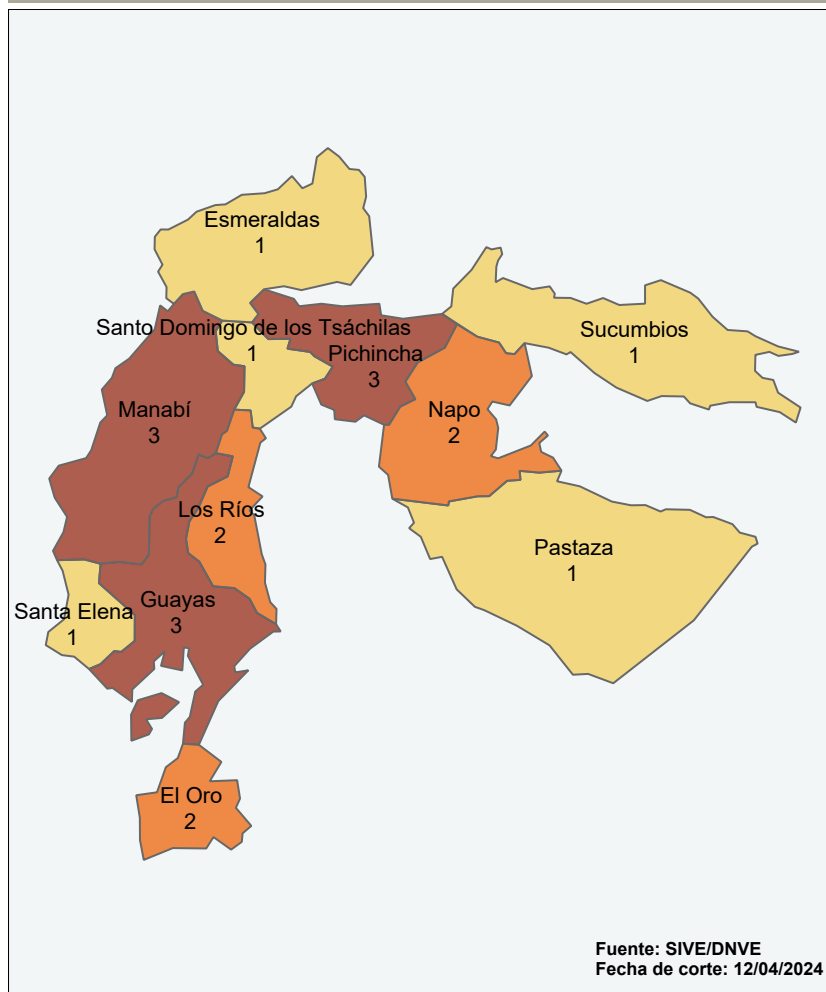 Esmeraldas
1
Santo Domingo de los Tsáchilas
1
Pichincha
3
Sucumbios
1
Manabí
3
Napo
2
Los Ríos
2
Pastaza
1
Santa Elena
1
Guayas
3
El Oro
2
Fuente: SIVE/DNVE
Fecha de corte: 12/04/2024